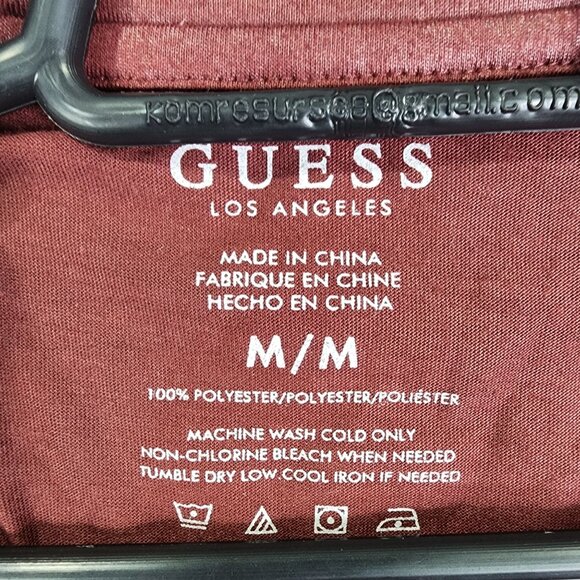 komresurs68@gmail.com
GUESS
LOS ANGELES
MADE IN CHINA
FABRIQUE EN CHINE
HECHO EN CHINA
M/M
100% POLYESTER/POLYESTER/POLIÉSTER
MACHINE WASH COLD ONLY
NON-CHLORINE BLEACH WHEN NEEDED
TUMBLE DRY LOW.COOL IRON IF NEEDED